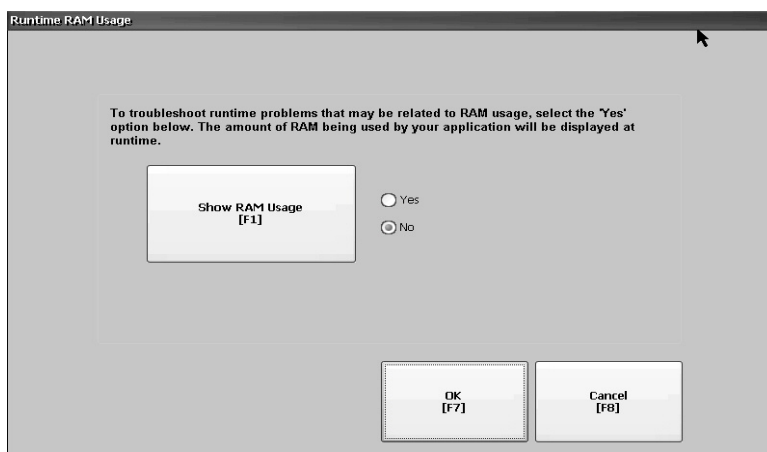 Runtime RAM Usage
To troubleshoot runtime problems that may be related to RAM usage, select the 'Yes'
option below. The amount of RAM being used by your application will be displayed at
runtime.
Show RAM Usage
[F1]
Yes
No
OK
[F7]
Cancel
[F8]